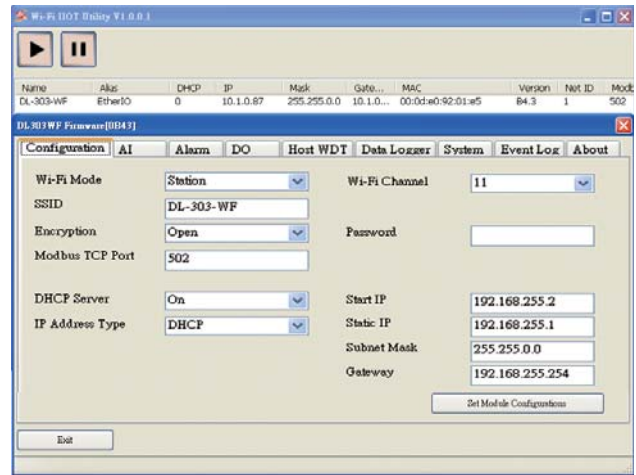 Wi-Fi IIOT Utility V1.0.0.1
Name Alias DHCP IP Mask Gate... MAC Version Net ID Modb
DL-303-WF EtherIO 0 10.1.0.87 255.255.0.0 10.1.0... 00:0d:e0:92:01:e5 B4.3 1 502
DL303WF Firmware[0B43]
Configuration AI Alarm DO Host WDT Data Logger System Event Log About
Wi-Fi Mode Station Wi-Fi Channel 11
SSID DL-303-WF
Encryption Open Password
Modbus TCP Port 502
DHCP Server On Start IP 192.168.255.2
IP Address Type DHCP Static IP 192.168.255.1
Subnet Mask 255.255.0.0
Gateway 192.168.255.254
Set Module Configurations
Exit